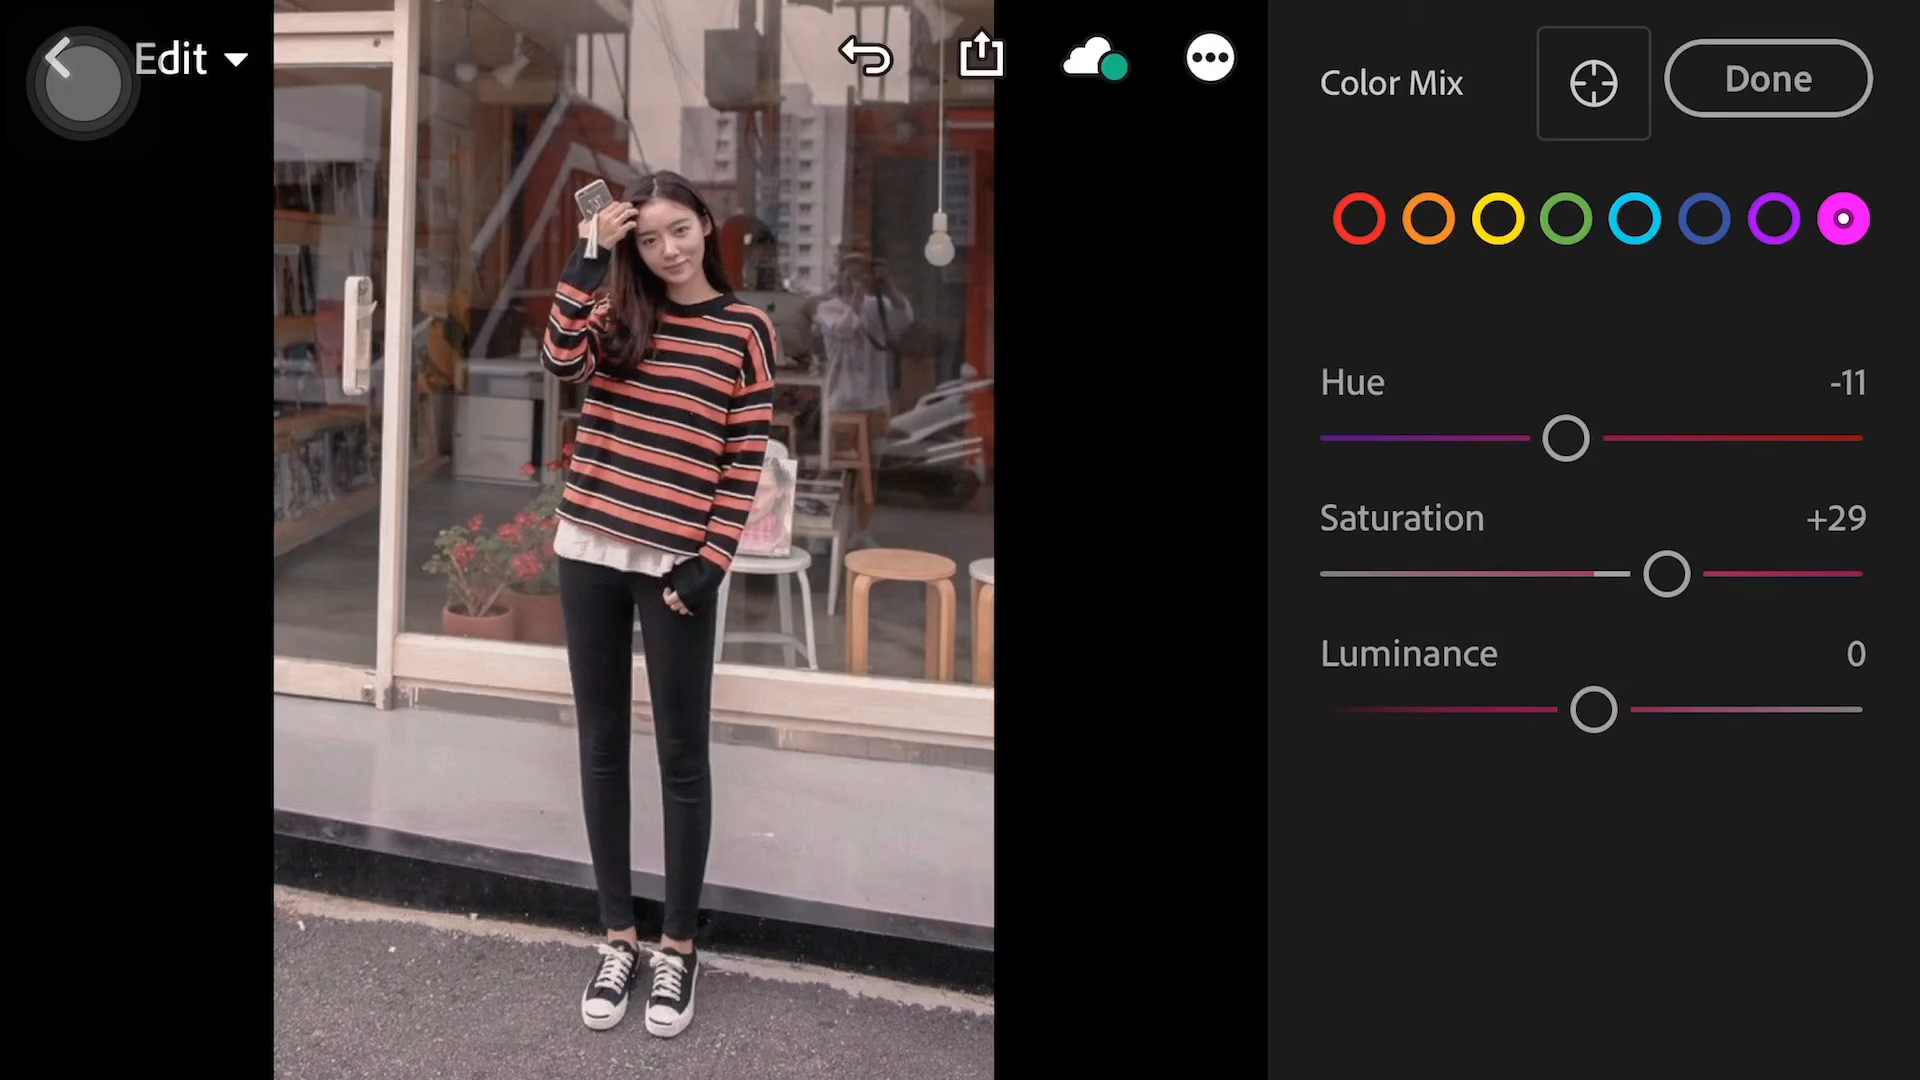 Edit
Color Mix
Done
Hue -11
Saturation +29
Luminance 0